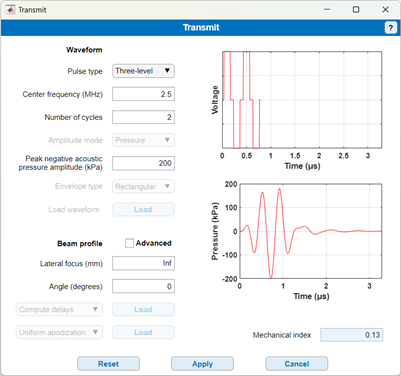 Transmit
Transmit
?
Waveform
Pulse type Three-level
Center frequency (MHz) 2.5
Number of cycles 2
Amplitude mode Pressure
Peak negative acoustic
pressure amplitude (kPa) 200
Envelope type Rectangular
Load waveform Load
Beam profile Advanced
Lateral focus (mm) Inf
Angle (degrees) 0
Compute delays Load
Uniform apodization Load
Voltage
0 0.5 1 1.5 2 2.5 3
Time (µs)
Pressure (kPa)
200
100
0
-100
-200
0 1 2 3
Time (µs)
Mechanical index 0.13
Reset Apply Cancel